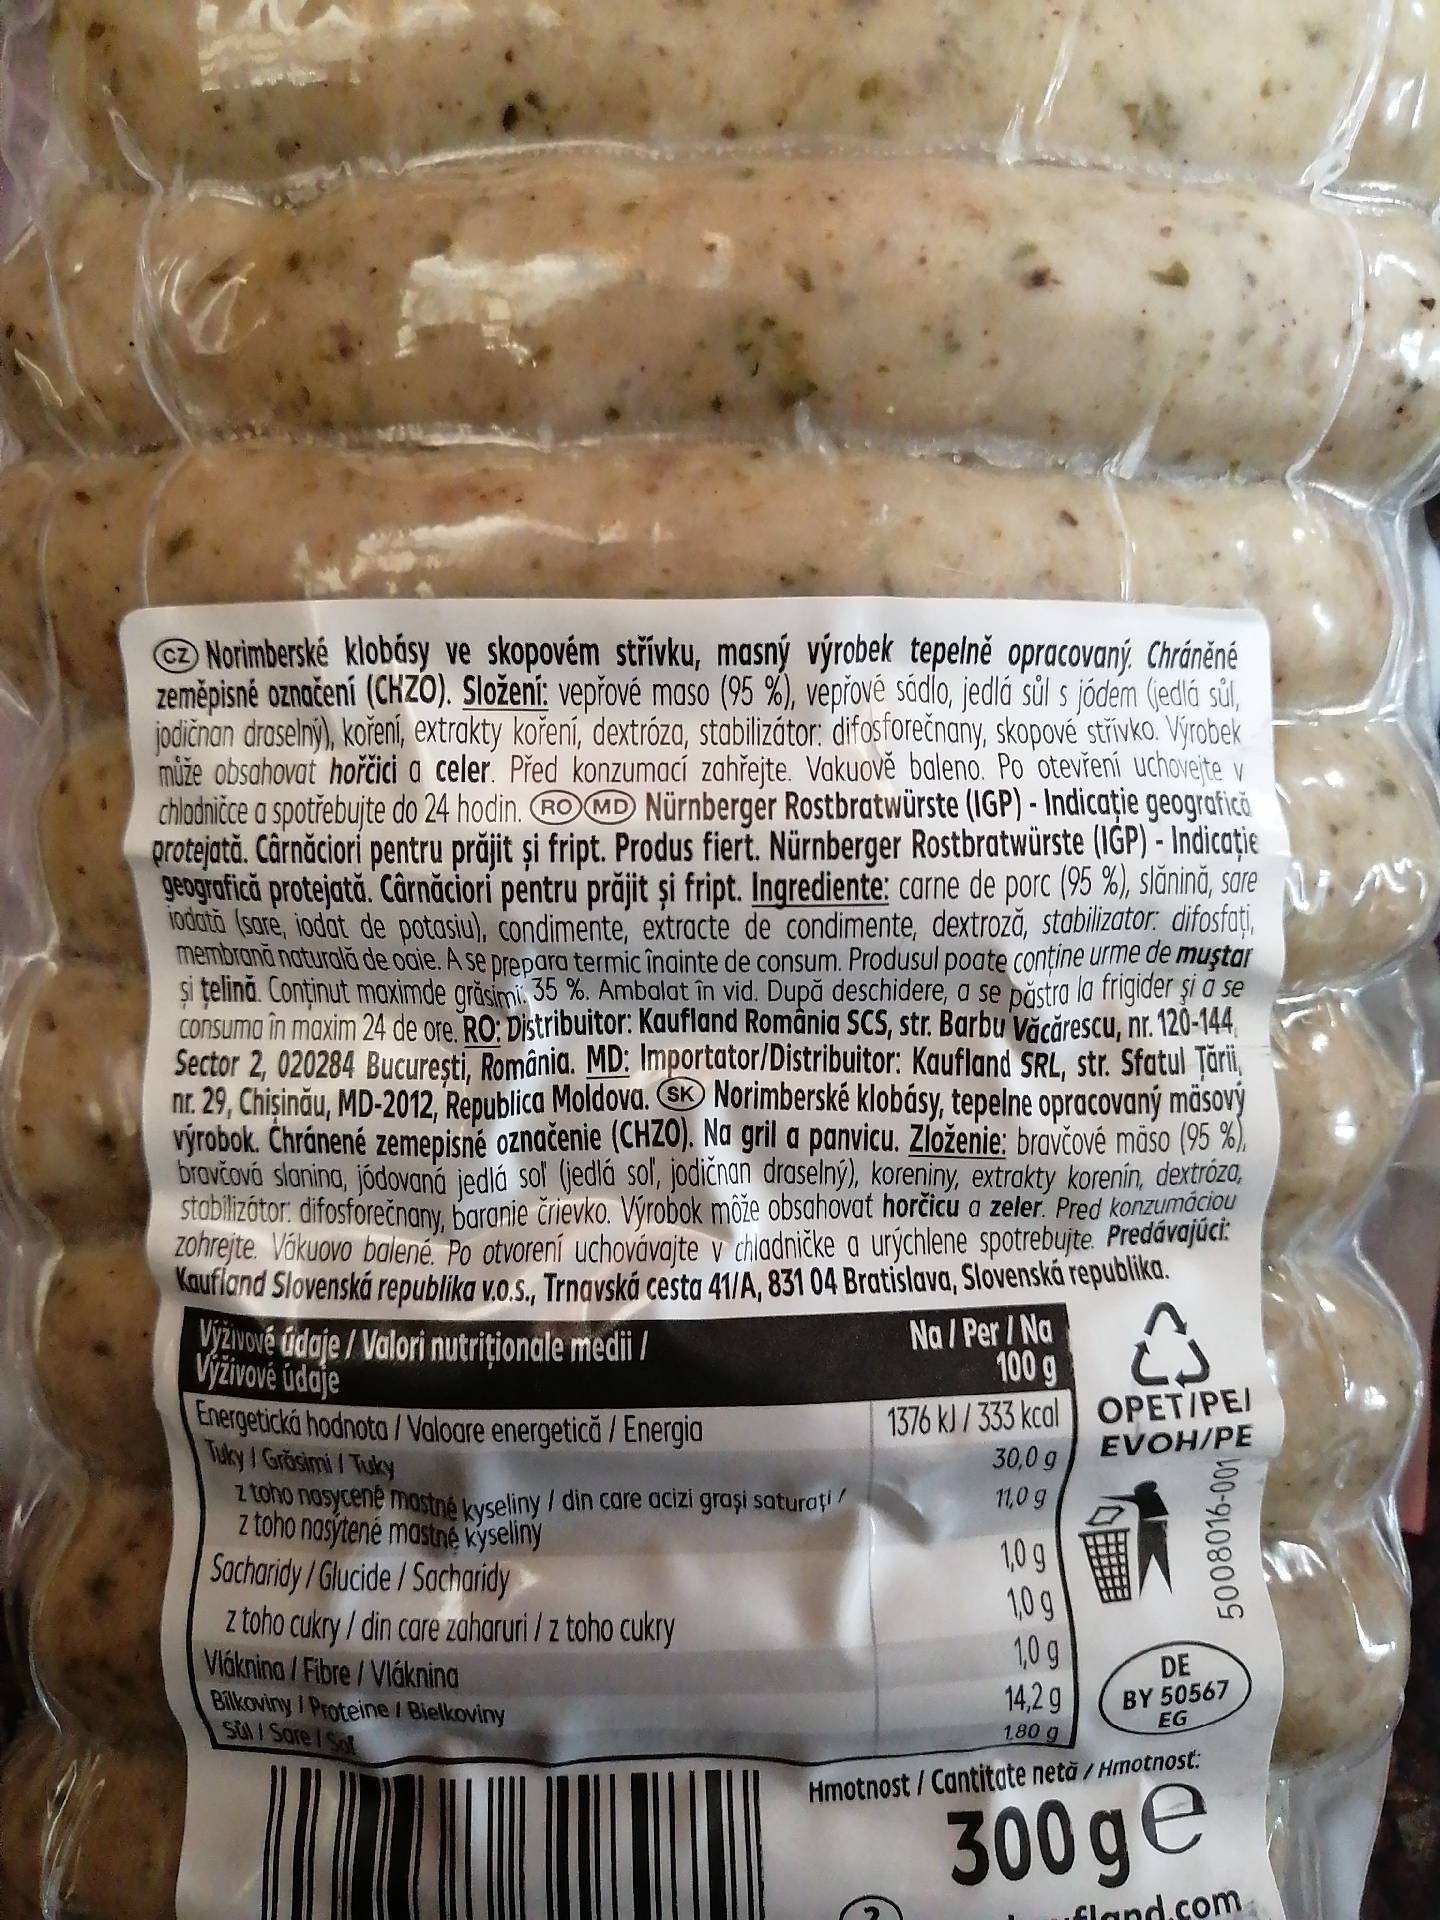 CZ Norimberské klobásy ve skopovém střívku, masný výrobek tepelně opracovaný. Chráněné
zeměpisné označení (CHZO). Složení: vepřové maso (95 %), vepřové sádlo, jedlá sůl s jódem (jedlá sůl,
jodičnan draselný), koření, extrakty koření, dextróza, stabilizátor: difosforečnany, skopové střívko. Výrobek
může obsahovat hořčici a celer. Před konzumací zahřejte. Vakuově baleno. Po otevření uchovejte v
chladničce a spotřebujte do 24 hodin. RO MD Nürnberger Rostbratwürste (IGP) - Indicație geografică
protejată. Cârnăciori pentru prăjit și fript. Produs fiert. Nürnberger Rostbratwürste (IGP) - Indicație
geografică protejată. Cârnăciori pentru prăjit și fript. Ingrediente: carne de porc (95 %), slănină, sare
iodată (sare, iodat de potasiu), condimente, extracte de condimente, dextroză, stabilizator: difosfați,
membrană naturală de oaie. A se prepara termic înainte de consum. Produsul poate conține urme de muștar
și țelină. Conținut maximde grăsimi: 35 %. Ambalat în vid. După deschidere, a se păstra la frigider și a se
consuma în maxim 24 de ore. RO: Distribuitor: Kaufland România SCS, str. Barbu Văcărescu, nr. 120-144,
Sector 2, 020284 București, România. MD: Importator/Distribuitor: Kaufland SRL, str. Sfatul Țării,
nr. 29, Chișinău, MD-2012, Republica Moldova. SK Norimberské klobásy, tepelne opracovaný mäsový
výrobok. Chránené zemepisné označenie (CHZO). Na gril a panvicu. Zloženie: bravčové mäso (95 %),
bravčová slanina, jódovaná jedlá soľ (jedlá soľ, jodičnan draselný), koreniny, extrakty korenín, dextróza,
stabilizátor: difosforečnany, baranie črievko. Výrobok môže obsahovať horčicu a zeler. Pred konzumáciou
zohrejte. Vákuovo balené. Po otvorení uchovávajte v chladničke a urýchlene spotrebujte. Predávajúci:
Kaufland Slovenská republika v.o.s., Trnavská cesta 41/A, 831 04 Bratislava, Slovenská republika.
Výživové údaje / Valori nutriționale medii /
Výživové údaje
Na / Per / Na
100 g
Energetická hodnota / Valoare energetică / Energia 1376 kJ / 333 kcal
Tuky / Grăsimi / Tuky 30,0 g
z toho nasycené mastné kyseliny / din care acizi grași saturați / 11,0 g
z toho nasýtené mastné kyseliny
Sacharidy / Glucide / Sacharidy 1,0 g
z toho cukry / din care zaharuri / z toho cukry 1,0 g
Vláknina / Fibre / Vláknina 1,0 g
Bílkoviny / Proteine / Bielkoviny 14,2 g
Sůl / Sare / Soľ 1,80 g
OPET/PE/
EVOH/PE
5008016-001
DE
BY 50567
EG
Hmotnost / Cantitate netă / Hmotnosť:
300 g e